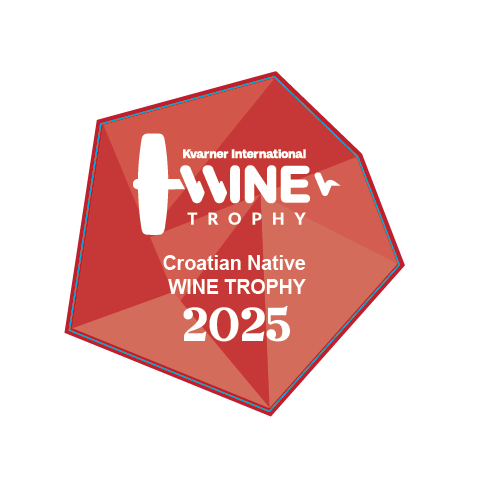 Kvarner International
WINE
TROPHY
Croatian Native
WINE TROPHY
2025